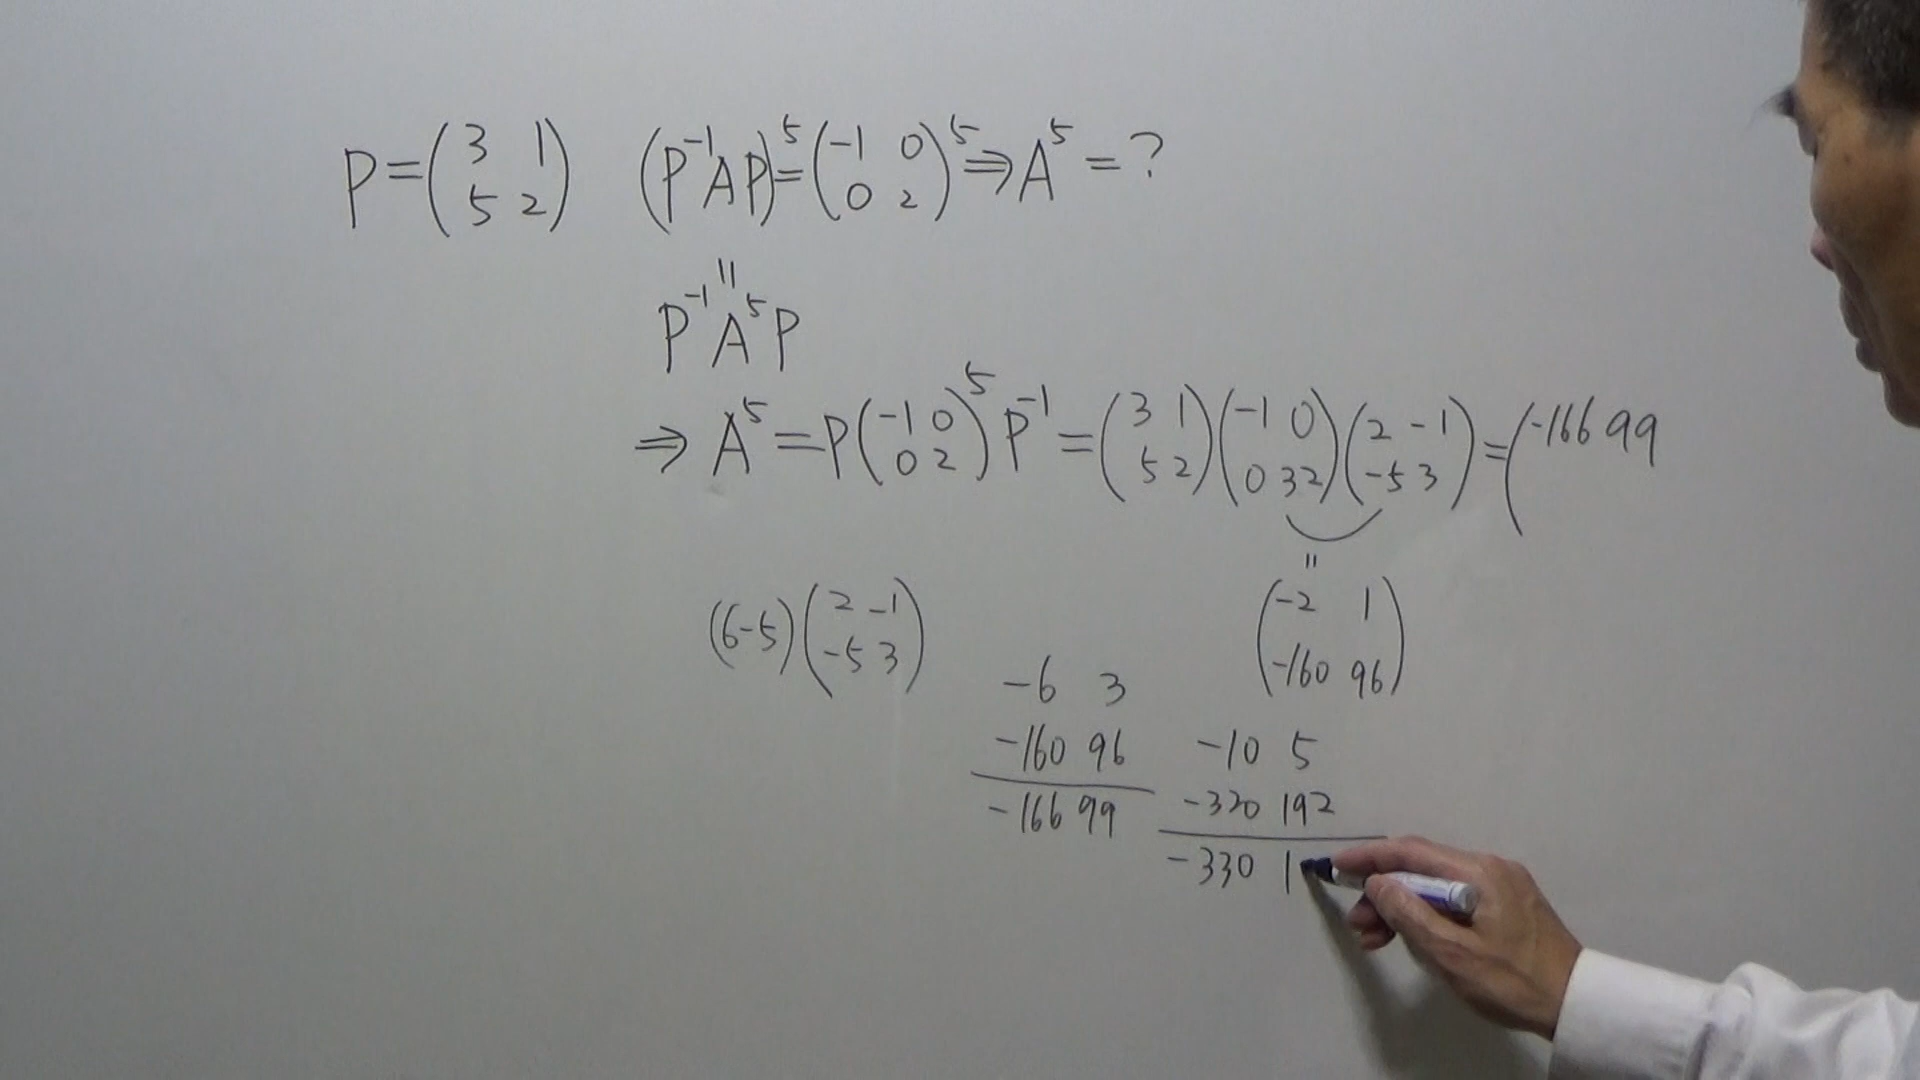 P=(3 1 5 2) (P⁻¹AP)⁵=(-1 0 0 2)⁵⇒A⁵=?
=
P⁻¹A⁵P
⇒A⁵=P(-1 0 0 2)⁵P⁻¹=(3 1 5 2)(-1 0 0 32)(2 -1 -5 3)=(-166 99
=
(6-5)(2 -1 -5 3)
(-2 1 -160 96)
-6 3
-160 96
-166 99
-10 5
-320 192
-330 1